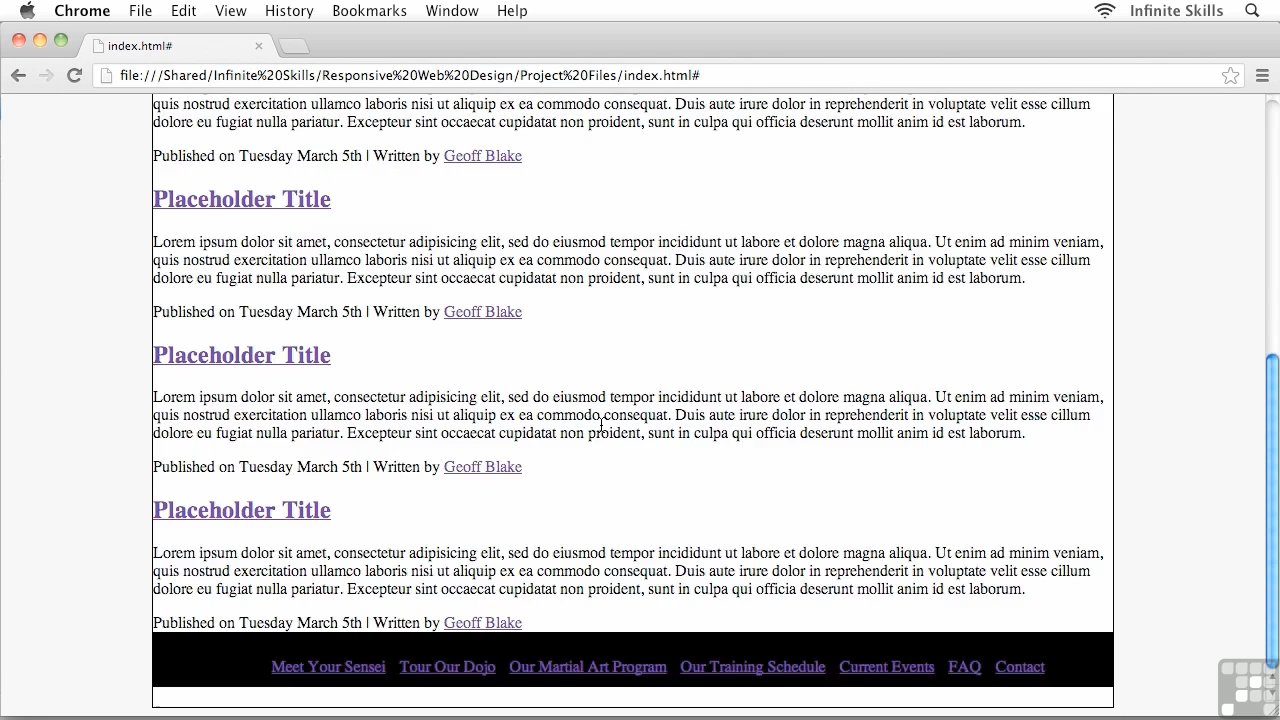 Chrome File Edit View History Bookmarks Window Help Infinite Skills
index.html#
file:///Shared/Infinite%20Skills/Responsive%20Web%20Design/Project%20Files/index.html#
quis nostrud exercitation ullamco laboris nisi ut aliquip ex ea commodo consequat. Duis aute irure dolor in reprehenderit in voluptate velit esse cillum
dolore eu fugiat nulla pariatur. Excepteur sint occaecat cupidatat non proident, sunt in culpa qui officia deserunt mollit anim id est laborum.
Published on Tuesday March 5th | Written by Geoff Blake
Placeholder Title
Lorem ipsum dolor sit amet, consectetur adipisicing elit, sed do eiusmod tempor incididunt ut labore et dolore magna aliqua. Ut enim ad minim veniam,
quis nostrud exercitation ullamco laboris nisi ut aliquip ex ea commodo consequat. Duis aute irure dolor in reprehenderit in voluptate velit esse cillum
dolore eu fugiat nulla pariatur. Excepteur sint occaecat cupidatat non proident, sunt in culpa qui officia deserunt mollit anim id est laborum.
Published on Tuesday March 5th | Written by Geoff Blake
Placeholder Title
Lorem ipsum dolor sit amet, consectetur adipisicing elit, sed do eiusmod tempor incididunt ut labore et dolore magna aliqua. Ut enim ad minim veniam,
quis nostrud exercitation ullamco laboris nisi ut aliquip ex ea commodo consequat. Duis aute irure dolor in reprehenderit in voluptate velit esse cillum
dolore eu fugiat nulla pariatur. Excepteur sint occaecat cupidatat non proident, sunt in culpa qui officia deserunt mollit anim id est laborum.
Published on Tuesday March 5th | Written by Geoff Blake
Placeholder Title
Lorem ipsum dolor sit amet, consectetur adipisicing elit, sed do eiusmod tempor incididunt ut labore et dolore magna aliqua. Ut enim ad minim veniam,
quis nostrud exercitation ullamco laboris nisi ut aliquip ex ea commodo consequat. Duis aute irure dolor in reprehenderit in voluptate velit esse cillum
dolore eu fugiat nulla pariatur. Excepteur sint occaecat cupidatat non proident, sunt in culpa qui officia deserunt mollit anim id est laborum.
Published on Tuesday March 5th | Written by Geoff Blake
Meet Your Sensei Tour Our Dojo Our Martial Art Program Our Training Schedule Current Events FAQ Contact